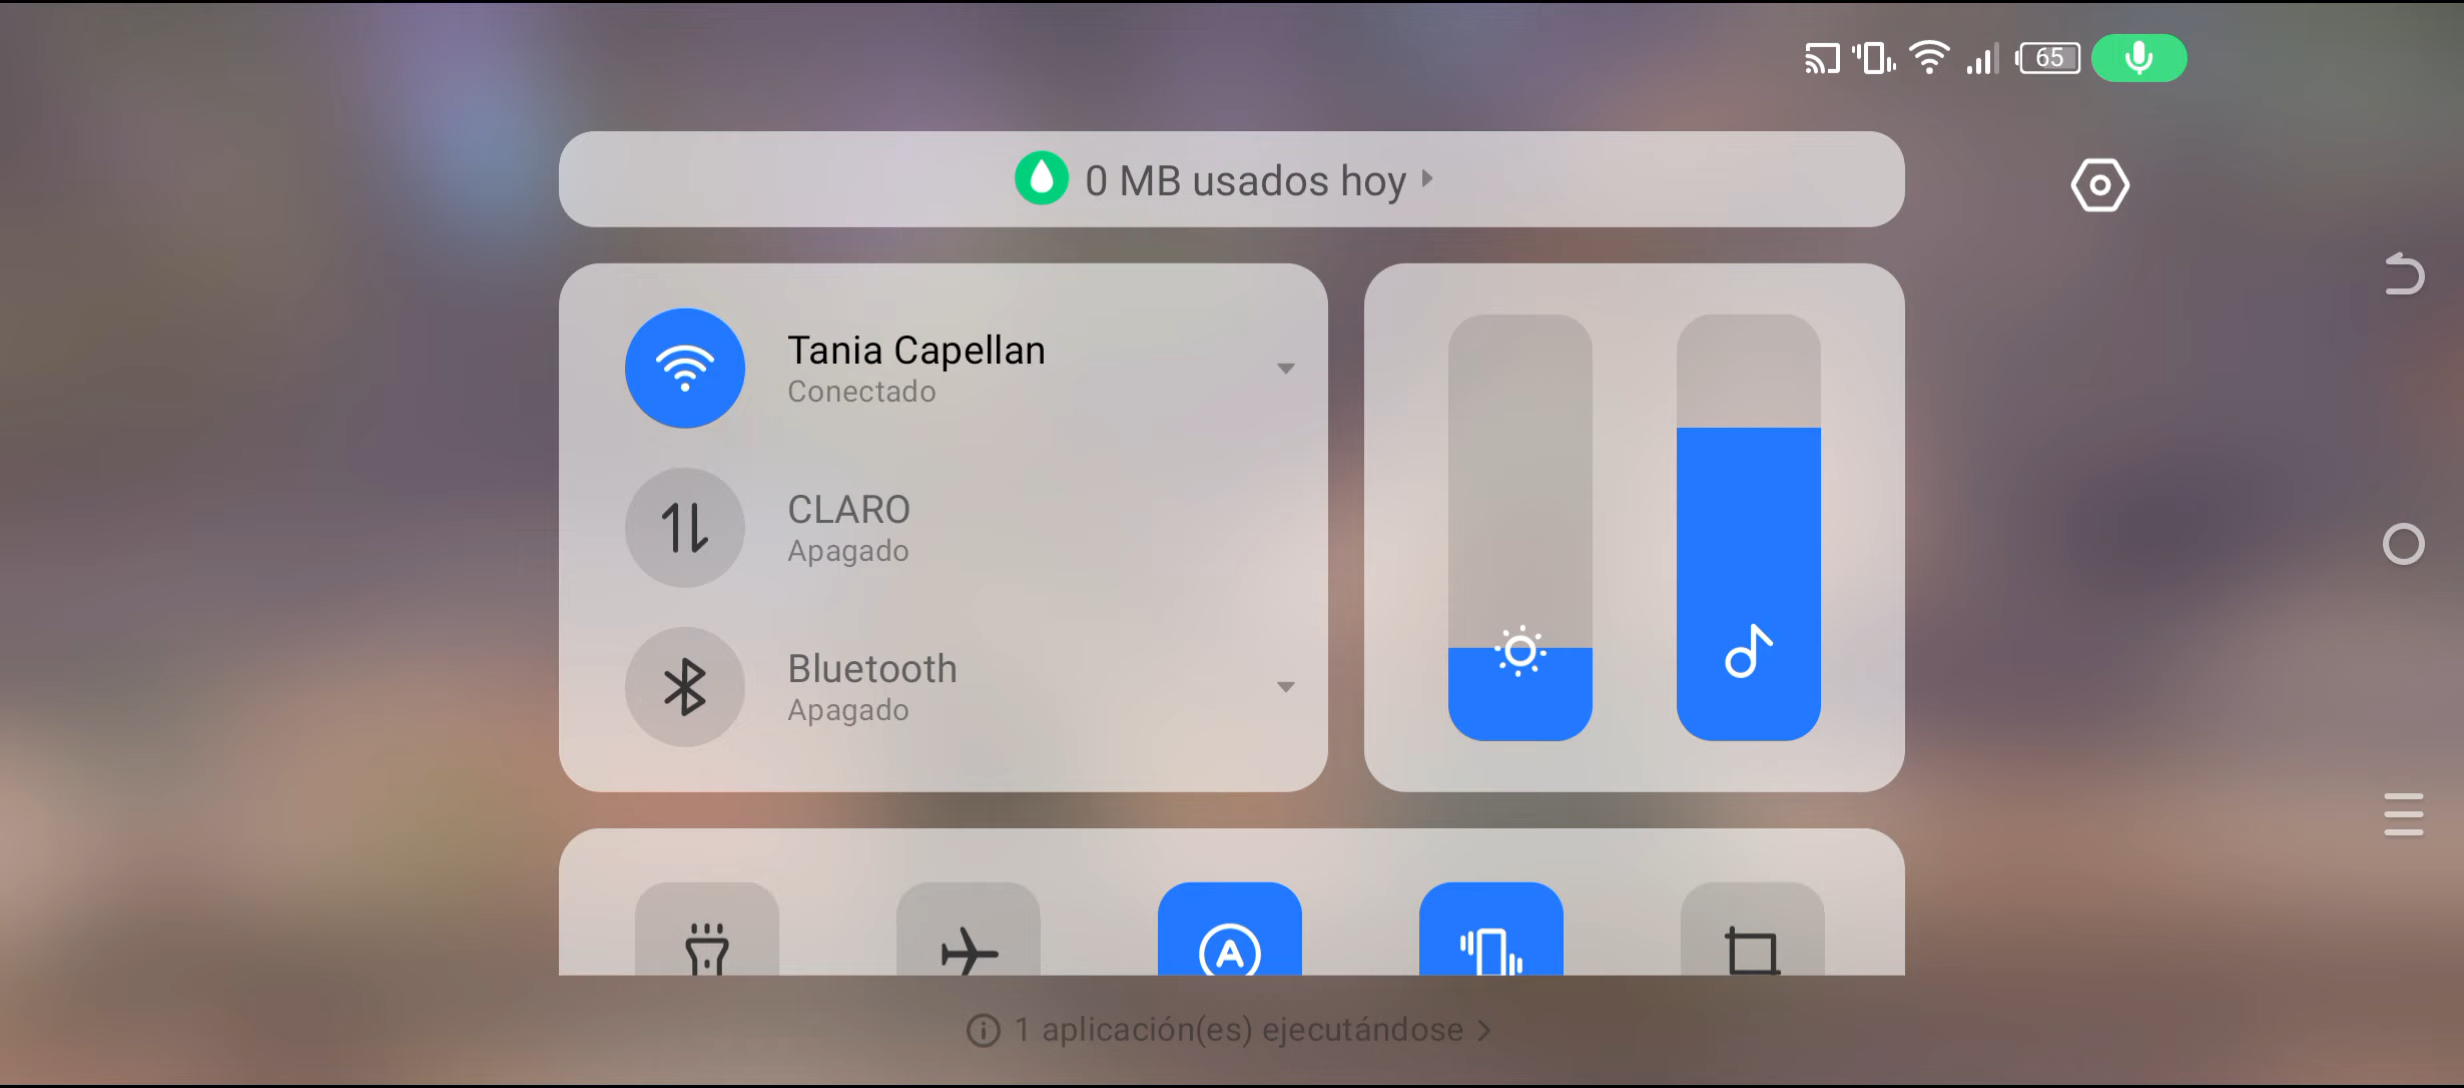 65
0 MB usados hoy
Tania Capellan
Conectado
CLARO
Apagado
Bluetooth
Apagado
A
1 aplicación(es) ejecutándose